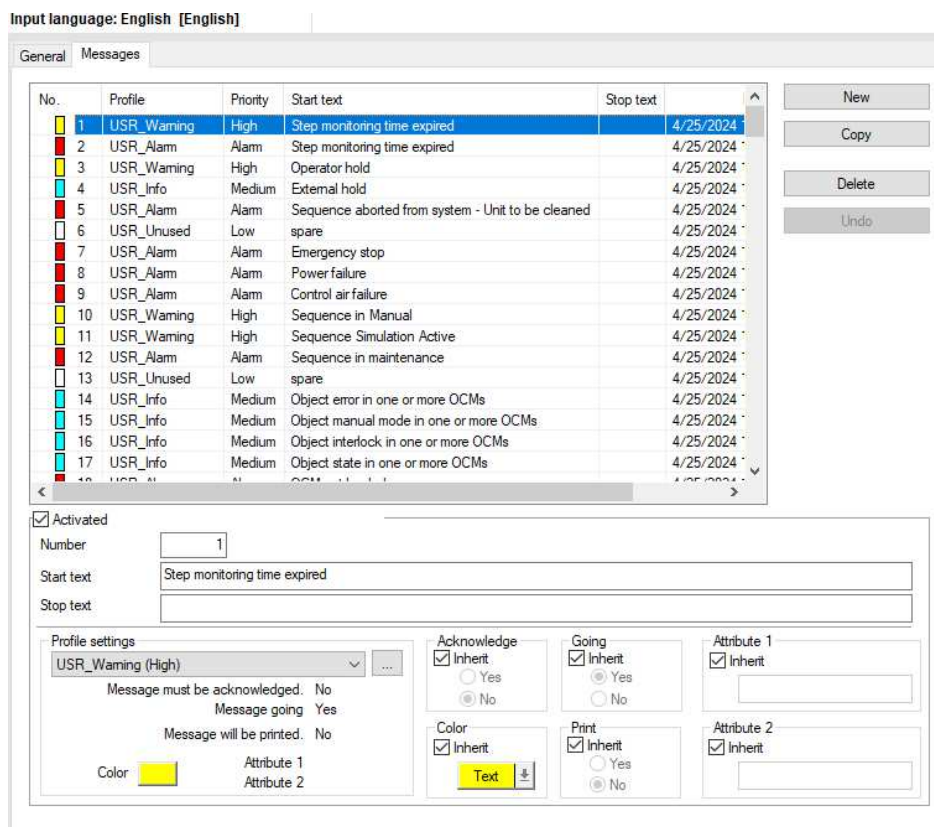 Input language: English [English]
General Messages
No. Profile Priority Start text Stop text
1 USR_Warning High Step monitoring time expired 4/25/2024
2 USR_Alarm Alarm Step monitoring time expired 4/25/2024
3 USR_Warning High Operator hold 4/25/2024
4 USR_Info Medium External hold 4/25/2024
5 USR_Alarm Alarm Sequence aborted from system - Unit to be cleaned 4/25/2024
6 USR_Unused Low spare 4/25/2024
7 USR_Alarm Alarm Emergency stop 4/25/2024
8 USR_Alarm Alarm Power failure 4/25/2024
9 USR_Alarm Alarm Control air failure 4/25/2024
10 USR_Warning High Sequence in Manual 4/25/2024
11 USR_Warning High Sequence Simulation Active 4/25/2024
12 USR_Alarm Alarm Sequence in maintenance 4/25/2024
13 USR_Unused Low spare 4/25/2024
14 USR_Info Medium Object error in one or more OCMs 4/25/2024
15 USR_Info Medium Object manual mode in one or more OCMs 4/25/2024
16 USR_Info Medium Object interlock in one or more OCMs 4/25/2024
17 USR_Info Medium Object state in one or more OCMs 4/25/2024
New
Copy
Delete
Undo
Activated
Number 1
Start text Step monitoring time expired
Stop text
Profile settings
USR_Warning (High) ...
Message must be acknowledged. No
Message going Yes
Message will be printed. No
Color
Attribute 1
Attribute 2
Acknowledge
Inherit
Yes
No
Going
Inherit
Yes
No
Attribute 1
Inherit
Color
Inherit
Text
Print
Inherit
Yes
No
Attribute 2
Inherit